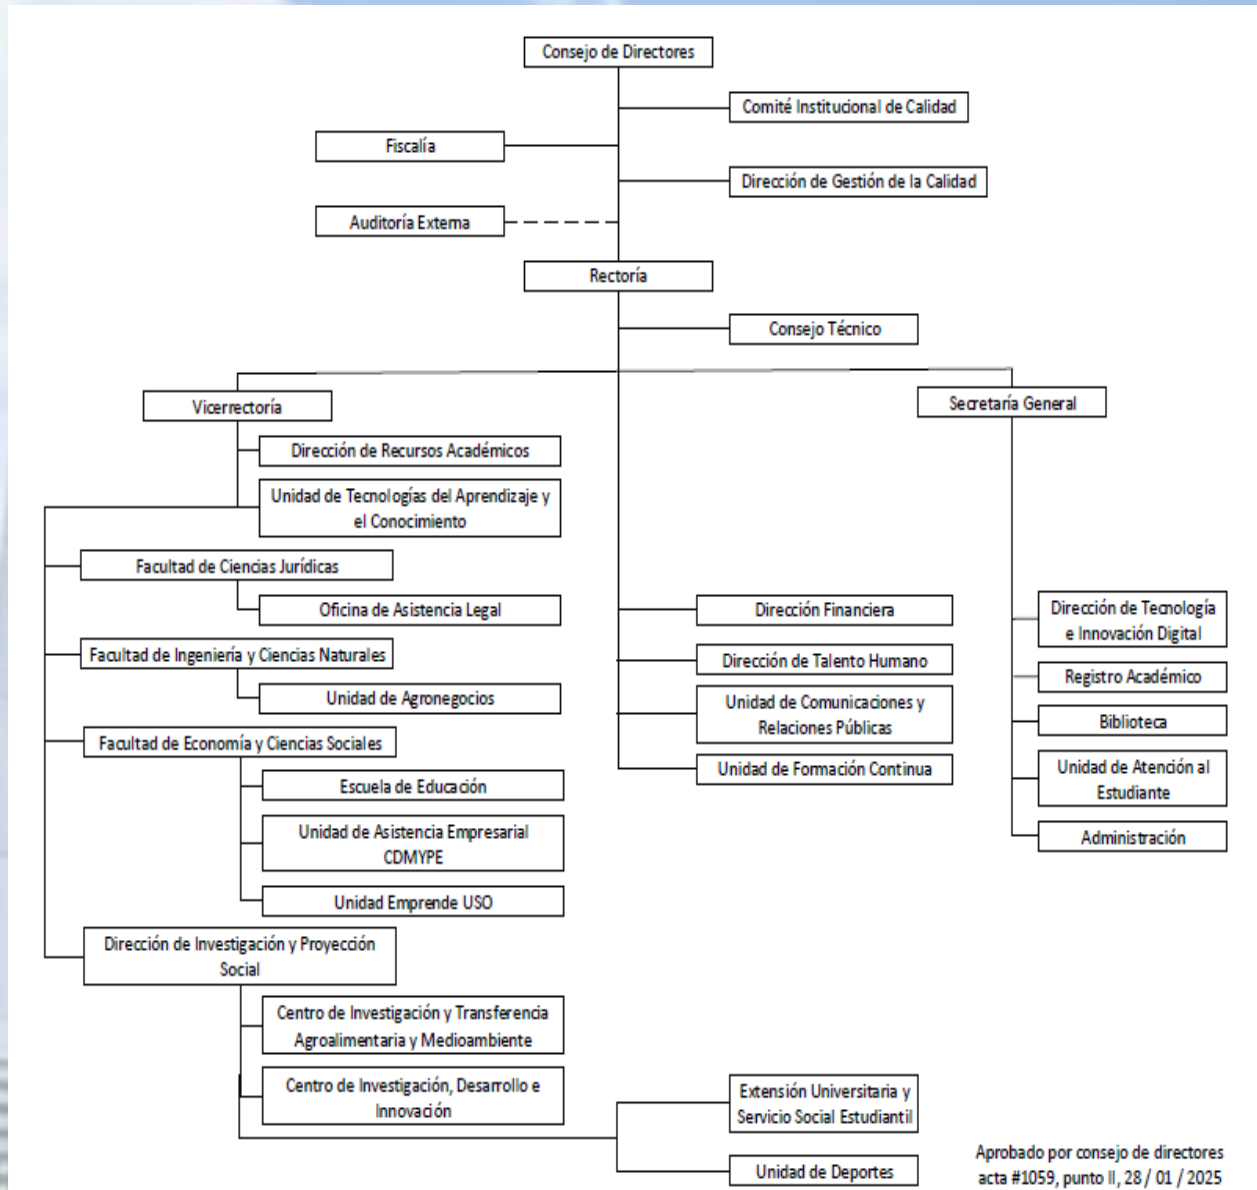 Consejo de Directores
Comité Institucional de Calidad
Fiscalía
Dirección de Gestión de la Calidad
Auditoría Externa
Rectoría
Consejo Técnico
Vicerrectoría
Secretaría General
Dirección de Recursos Académicos
Unidad de Tecnologías del Aprendizaje y
el Conocimiento
Facultad de Ciencias Jurídicas
Oficina de Asistencia Legal
Facultad de Ingeniería y Ciencias Naturales
Unidad de Agronegocios
Facultad de Economía y Ciencias Sociales
Escuela de Educación
Unidad de Asistencia Empresarial
CDMYPE
Unidad Emprende USO
Dirección de Investigación y Proyección
Social
Centro de Investigación y Transferencia
Agroalimentaria y Medioambiente
Centro de Investigación, Desarrollo e
Innovación
Extensión Universitaria y
Servicio Social Estudiantil
Unidad de Deportes
Dirección Financiera
Dirección de Talento Humano
Unidad de Comunicaciones y
Relaciones Públicas
Unidad de Formación Continua
Dirección de Tecnología
e Innovación Digital
Registro Académico
Biblioteca
Unidad de Atención al
Estudiante
Administración
Aprobado por consejo de directores
acta #1059, punto II, 28 / 01 / 2025